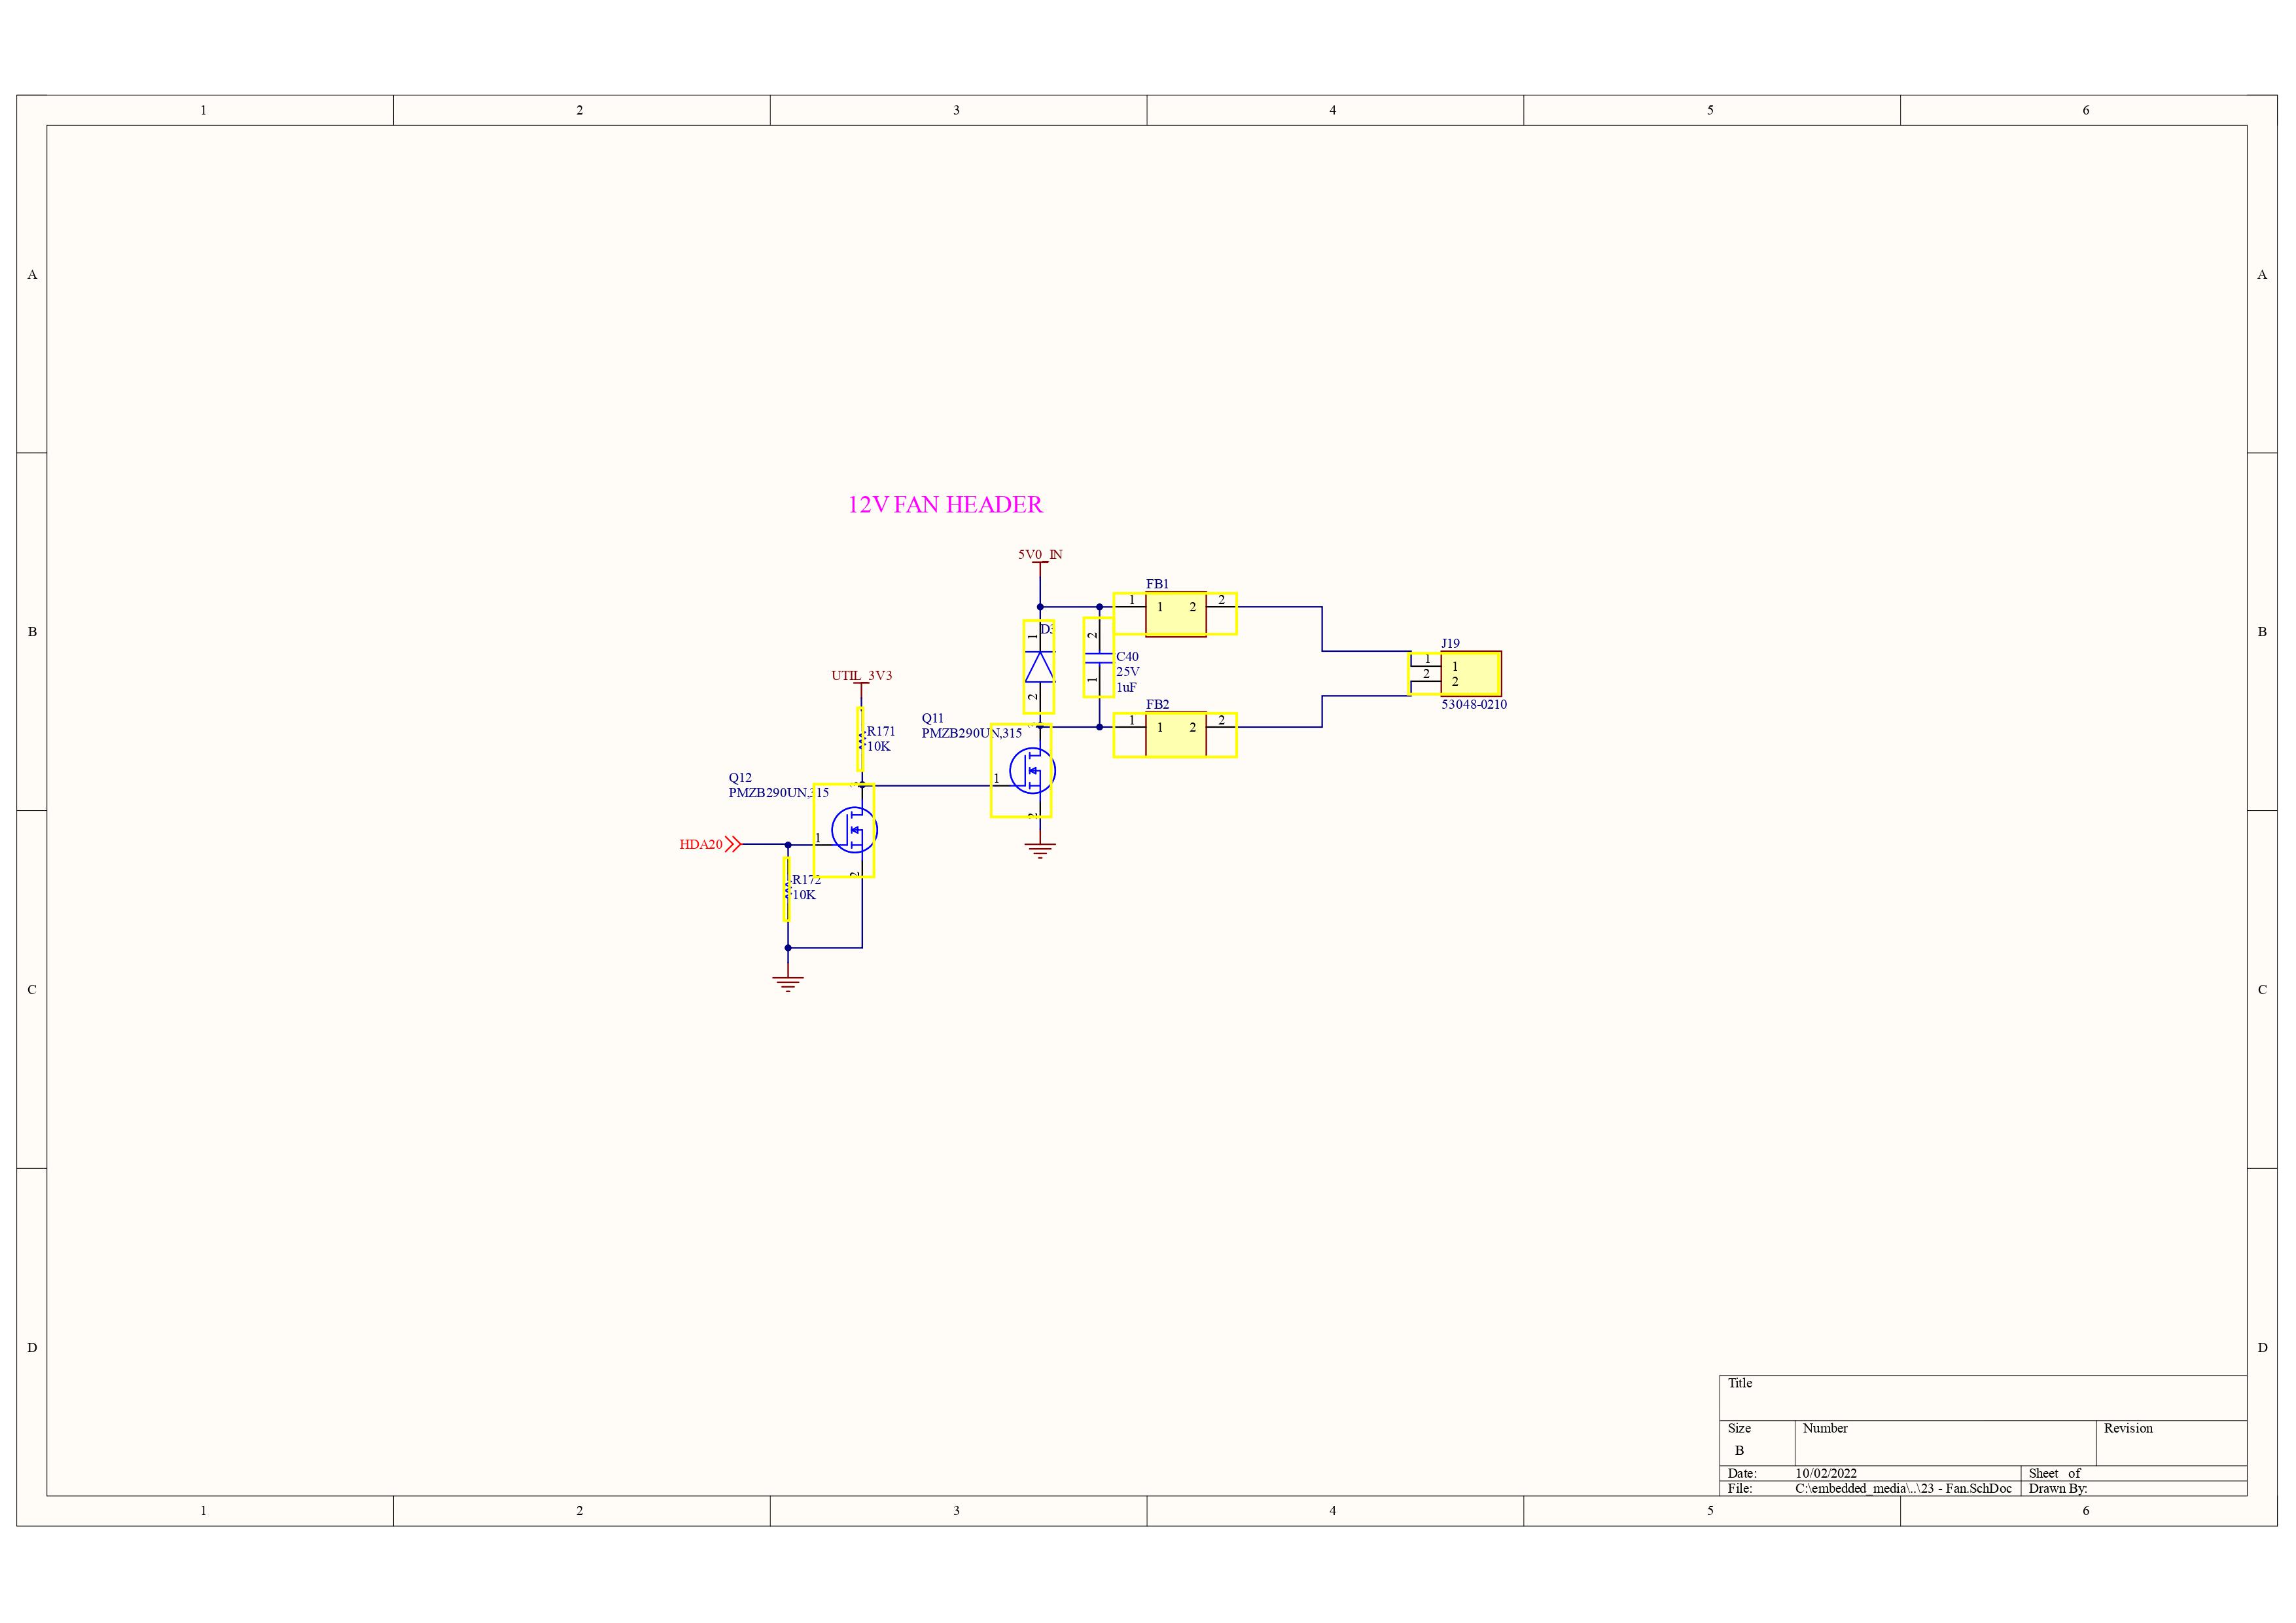 1 2 3 4 5 6
A A
12V FAN HEADER
5V0_IN
FB1
1 1 2 2
B B
1 D3 2
J19
C40
1 1
25V
2 2
UTIL_3V3
1uF
2 1
53048-0210
FB2
Q11
1 1 2 2
R171
PMZB290UN,315
10K
Q12
1
PMZB290UN,315
2
1
HDA20
2
R172
10K
C C
D D
Title
Size Number Revision
B
Date: 10/02/2022 Sheet of
File: C:\embedded_media\..\23 - Fan.SchDoc Drawn By:
1 2 3 4 5 6